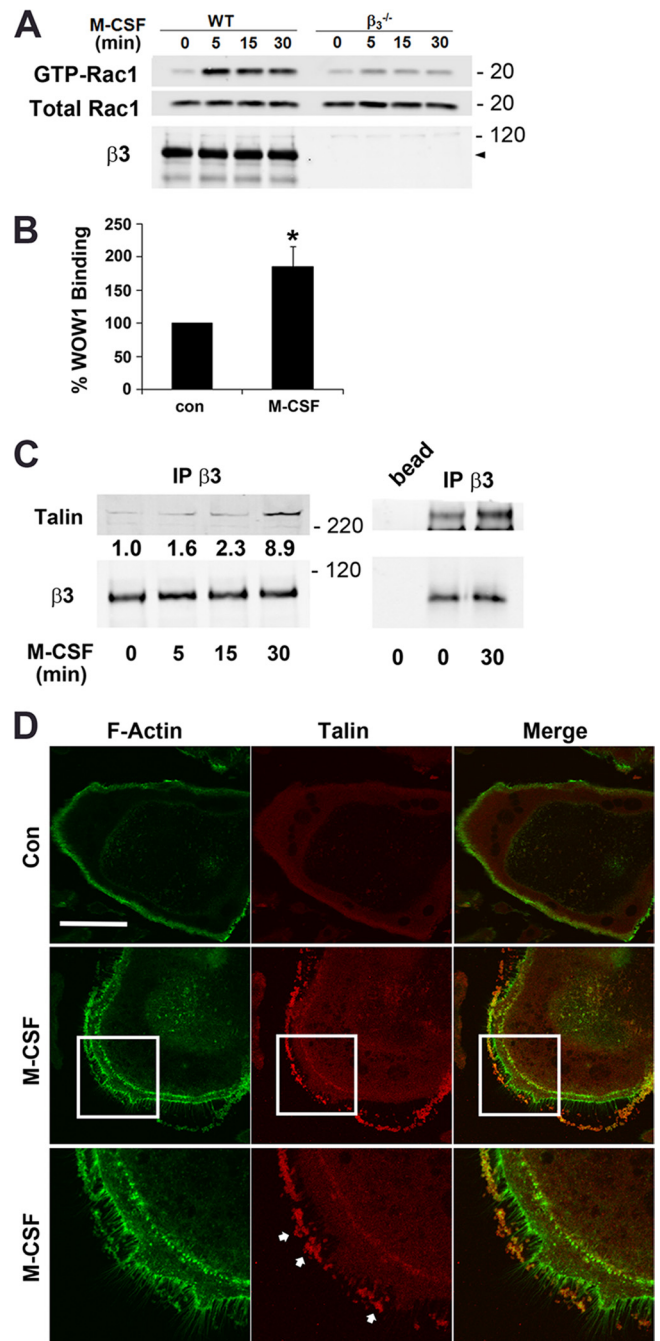 A
M-CSF (min)
WT
β3-/-
0 5 15 30 0 5 15 30
GTP-Rac1
- 20
Total Rac1
- 20
β3
- 120
B
% WOW1 Binding
250
200
150
100
50
0
*
con
M-CSF
C
IP β3
bead
IP β3
Talin
- 220
1.0 1.6 2.3 8.9
- 120
β3
M-CSF (min)
0 5 15 30
0 0 30
D
F-Actin
Talin
Merge
Con
M-CSF
M-CSF